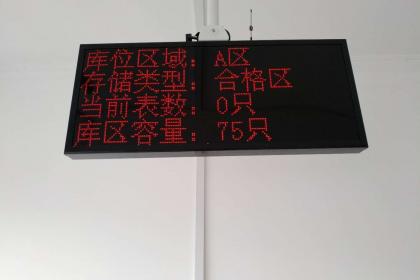 库位区域: A区
存储类型: 合格区
当前表数: 0只
库区容量: 75只